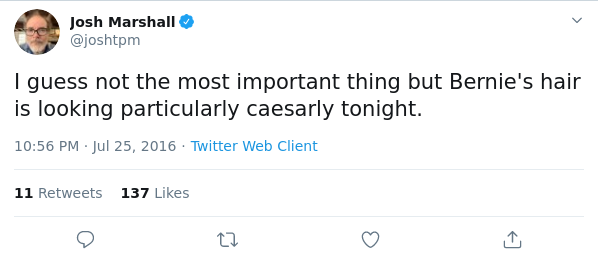 Josh Marshall
@joshtpm
I guess not the most important thing but Bernie's hair
is looking particularly caesarly tonight.
10:56 PM · Jul 25, 2016 · Twitter Web Client
11 Retweets 137 Likes